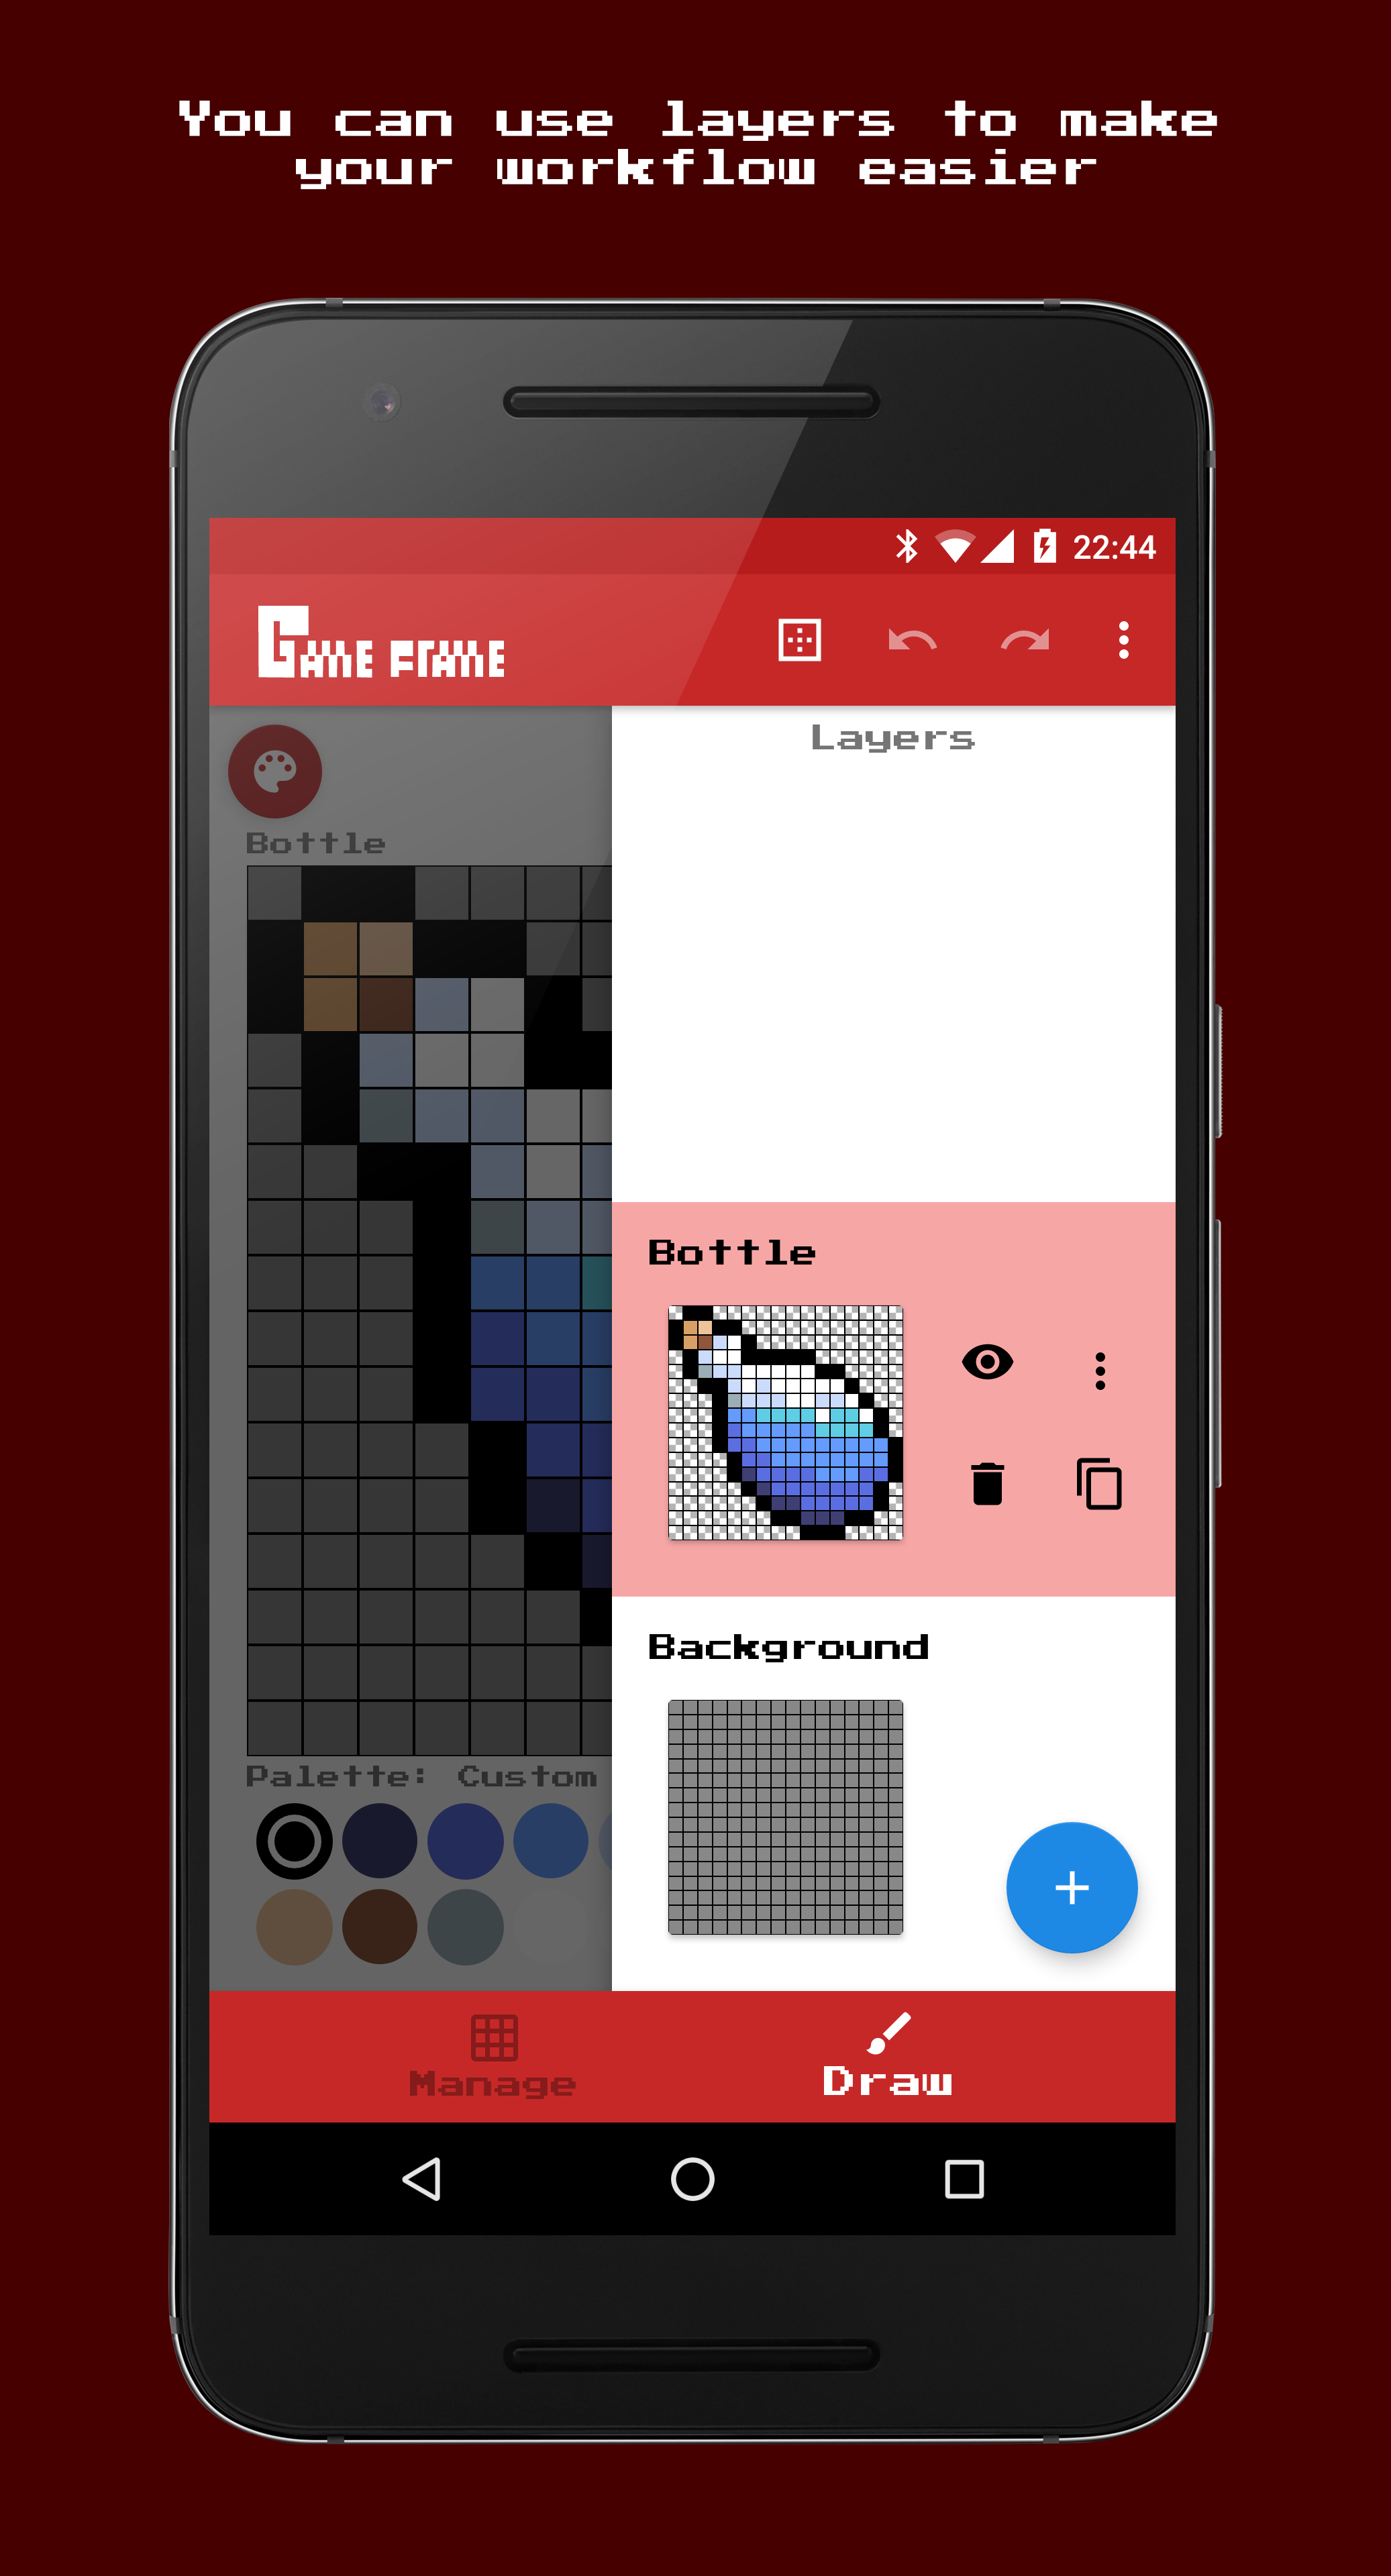 You can use layers to make
your workflow easier
22:44
GAME FRAME
Layers
Bottle
Bottle
Background
Palette: Custom
Manage
Draw